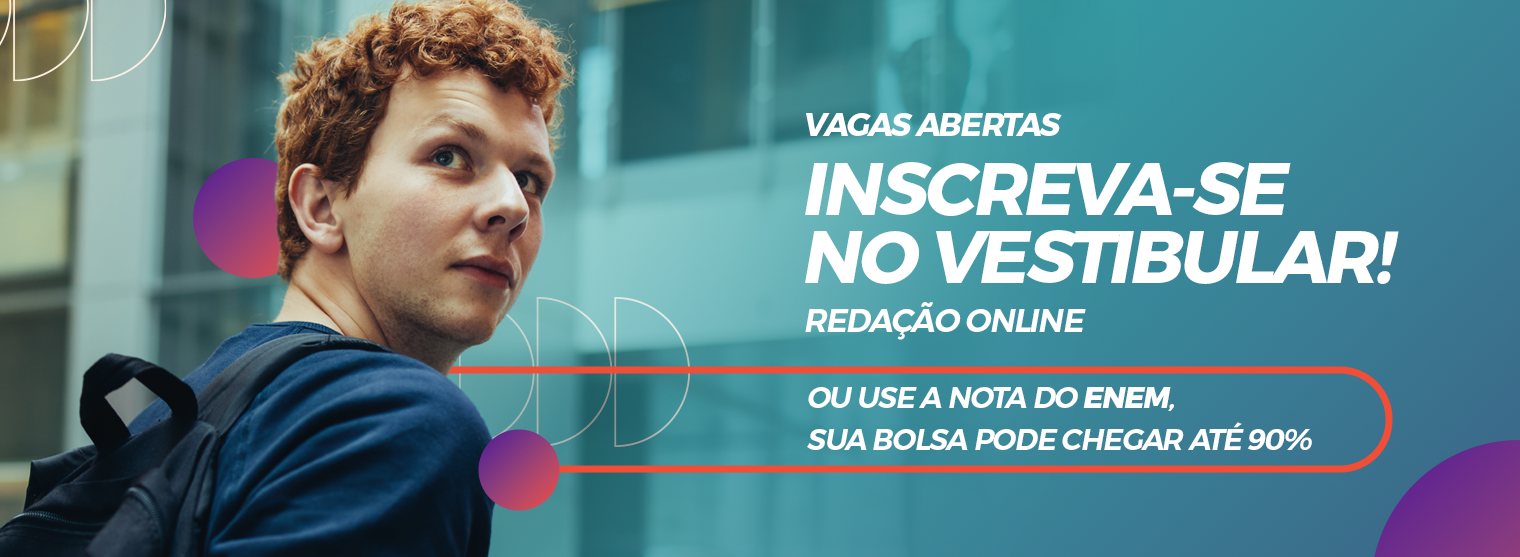 VAGAS ABERTAS
INSCREVA-SE
NO VESTIBULAR!
REDAÇÃO ONLINE
OU USE A NOTA DO ENEM,
SUA BOLSA PODE CHEGAR ATÉ 90%